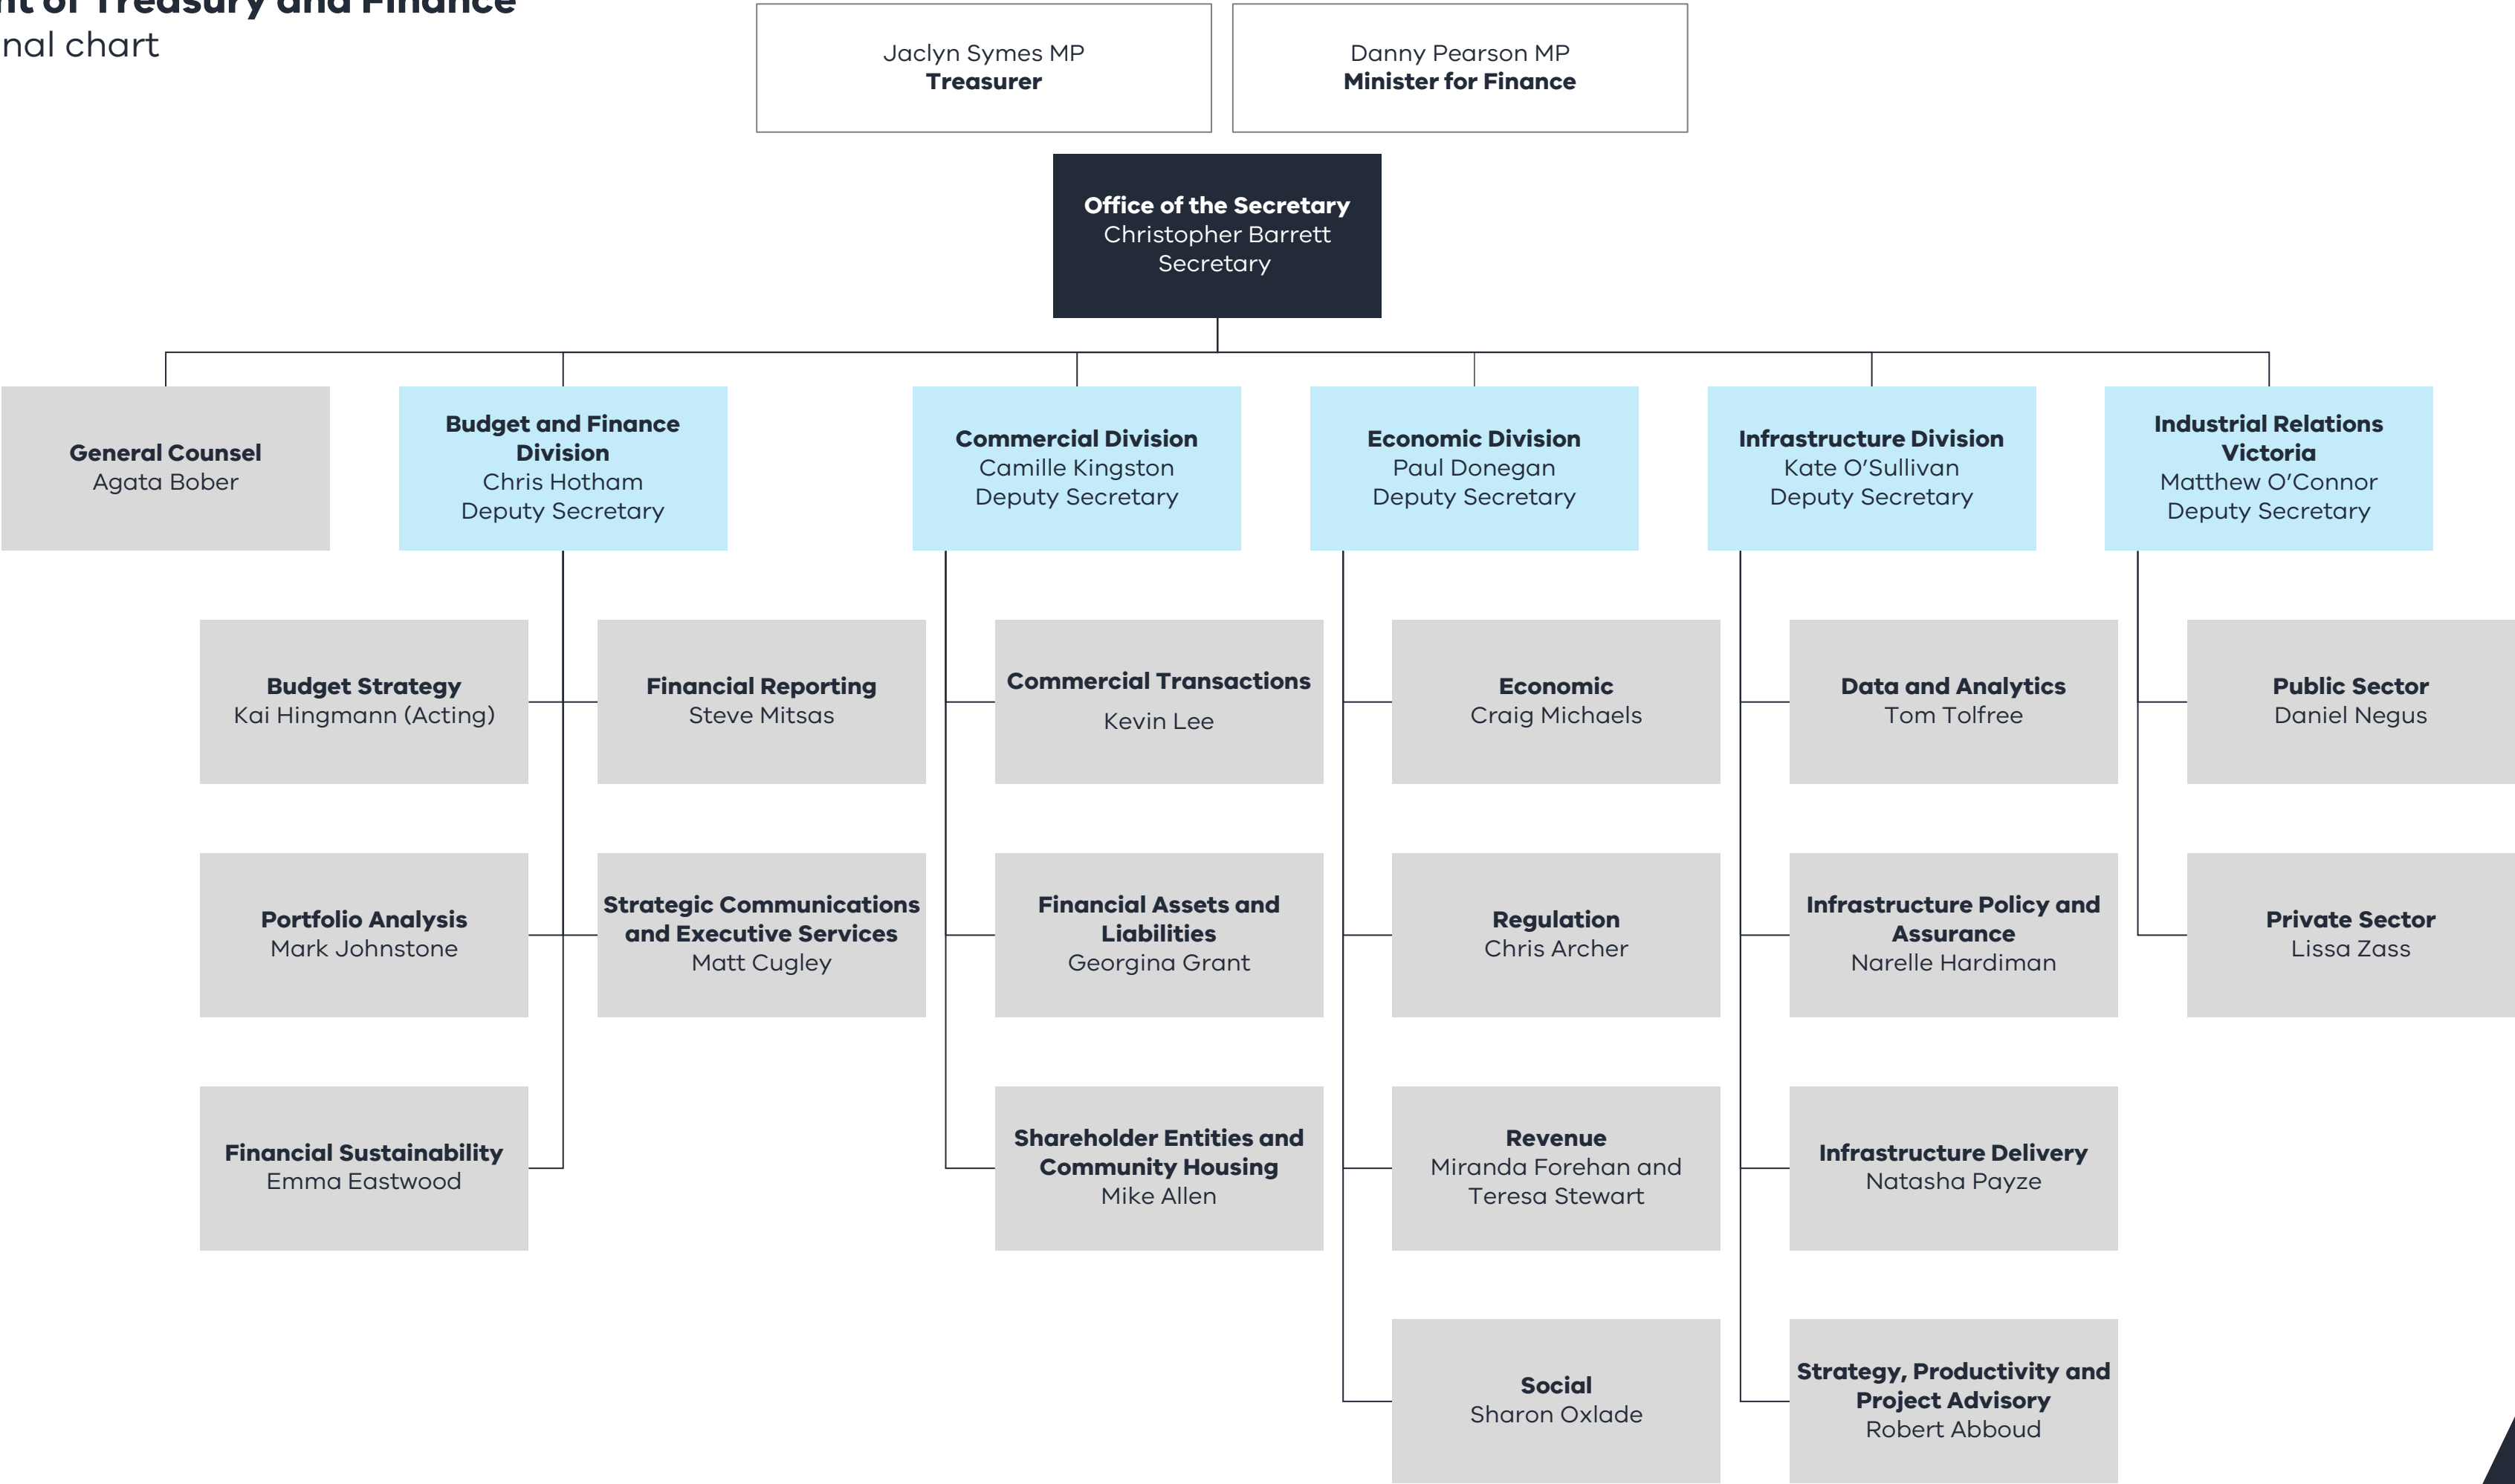 of Treasury and Finance
nal chart
Jaclyn Symes MP
Treasurer
Danny Pearson MP
Minister for Finance
Office of the Secretary
Christopher Barrett
Secretary
General Counsel
Agata Bober
Budget and Finance
Division
Chris Hotham
Deputy Secretary
Commercial Division
Camille Kingston
Deputy Secretary
Economic Division
Paul Donegan
Deputy Secretary
Infrastructure Division
Kate O’Sullivan
Deputy Secretary
Industrial Relations
Victoria
Matthew O’Connor
Deputy Secretary
Budget Strategy
Kai Hingmann (Acting)
Financial Reporting
Steve Mitsas
Commercial Transactions
Kevin Lee
Economic
Craig Michaels
Data and Analytics
Tom Tolfree
Public Sector
Daniel Negus
Portfolio Analysis
Mark Johnstone
Strategic Communications
and Executive Services
Matt Cugley
Financial Assets and
Liabilities
Georgina Grant
Regulation
Chris Archer
Infrastructure Policy and
Assurance
Narelle Hardiman
Private Sector
Lissa Zass
Financial Sustainability
Emma Eastwood
Shareholder Entities and
Community Housing
Mike Allen
Revenue
Miranda Forehan and
Teresa Stewart
Infrastructure Delivery
Natasha Payze
Social
Sharon Oxlade
Strategy, Productivity and
Project Advisory
Robert Abboud